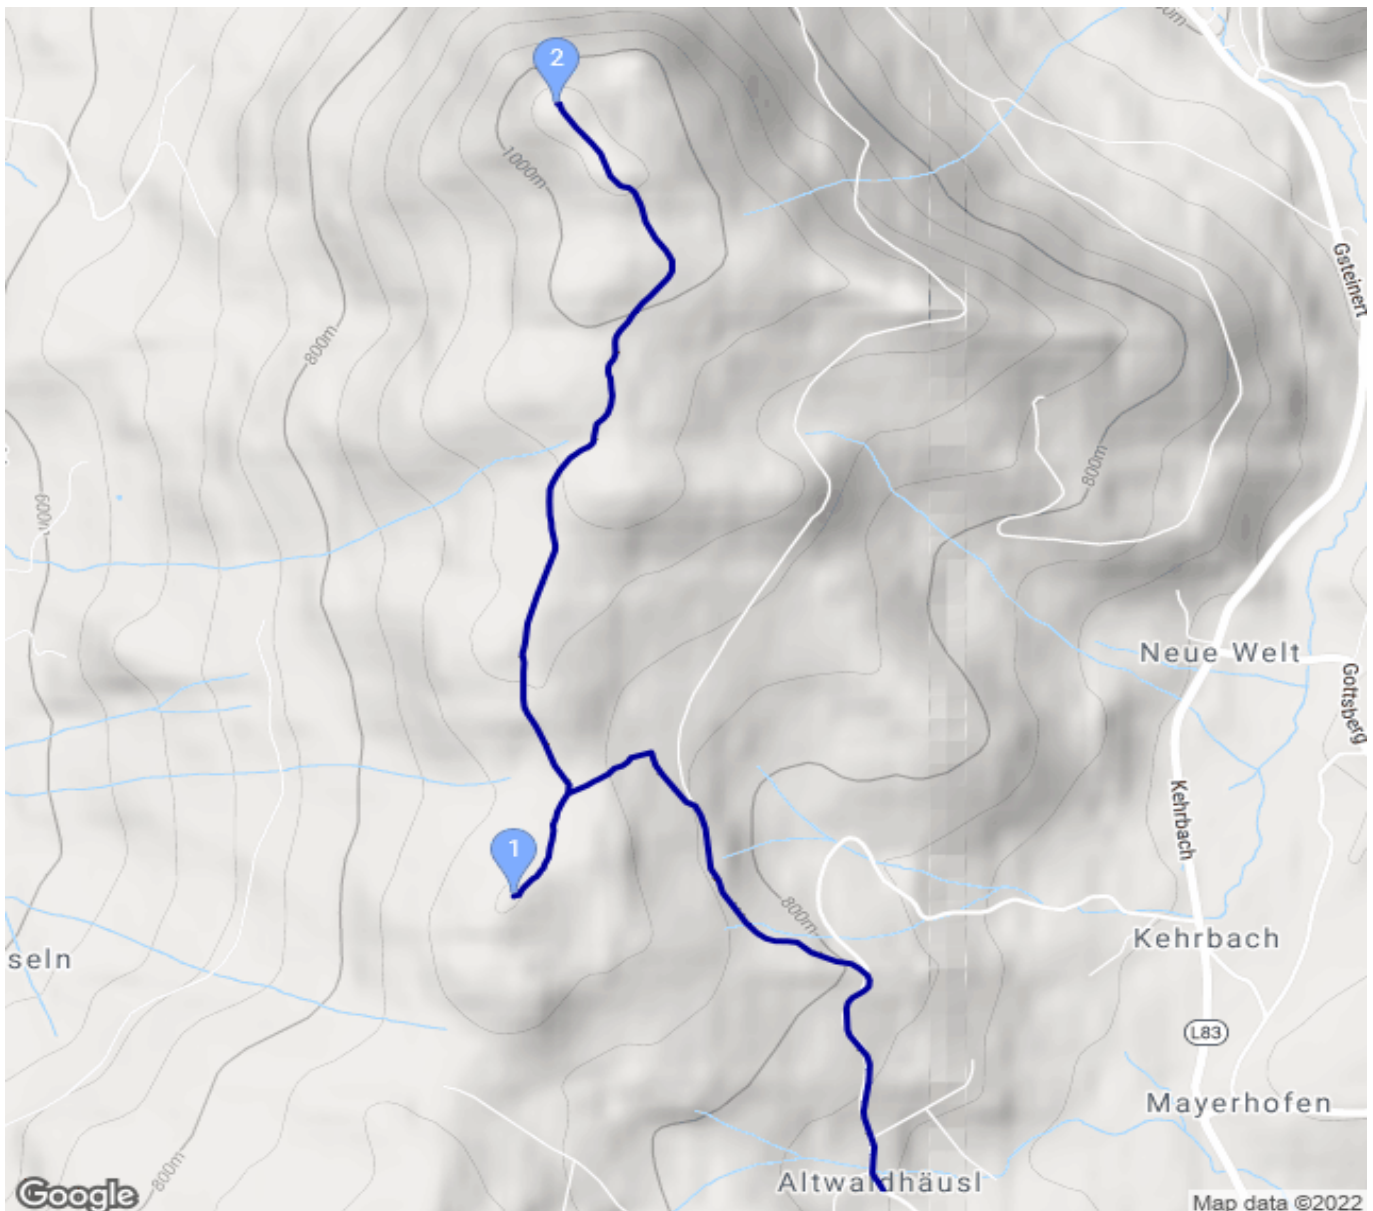 2
1000m
Gsteinert
800m
800m
600m
Neue Welt
Gottsberg
Kehrbach
1
800m
seln
Kehrbach
L83
Mayerhofen
800m
Altwaldhäusl
Google
Map data ©2022